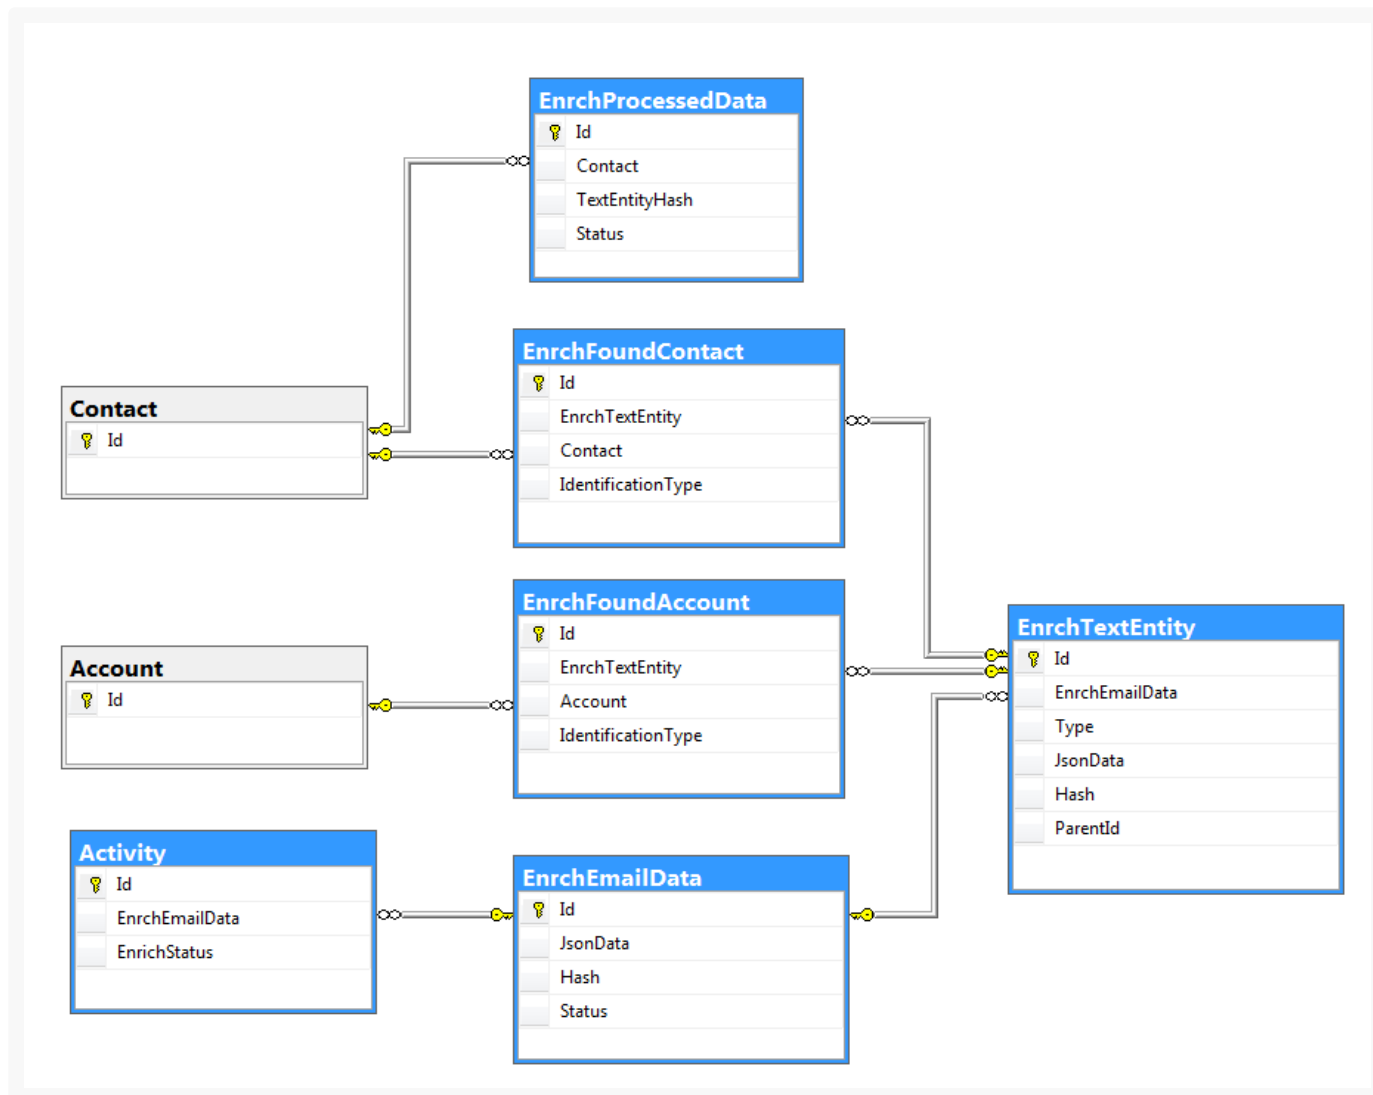 EnrchProcessedData
Id
Contact
TextEntityHash
Status
EnrchFoundContact
Id
EnrchTextEntity
Contact
IdentificationType
Contact
Id
EnrchFoundAccount
Id
EnrchTextEntity
Account
IdentificationType
Account
Id
EnrchTextEntity
Id
EnrchEmailData
Type
JsonData
Hash
ParentId
Activity
Id
EnrchEmailData
EnrichStatus
EnrchEmailData
Id
JsonData
Hash
Status